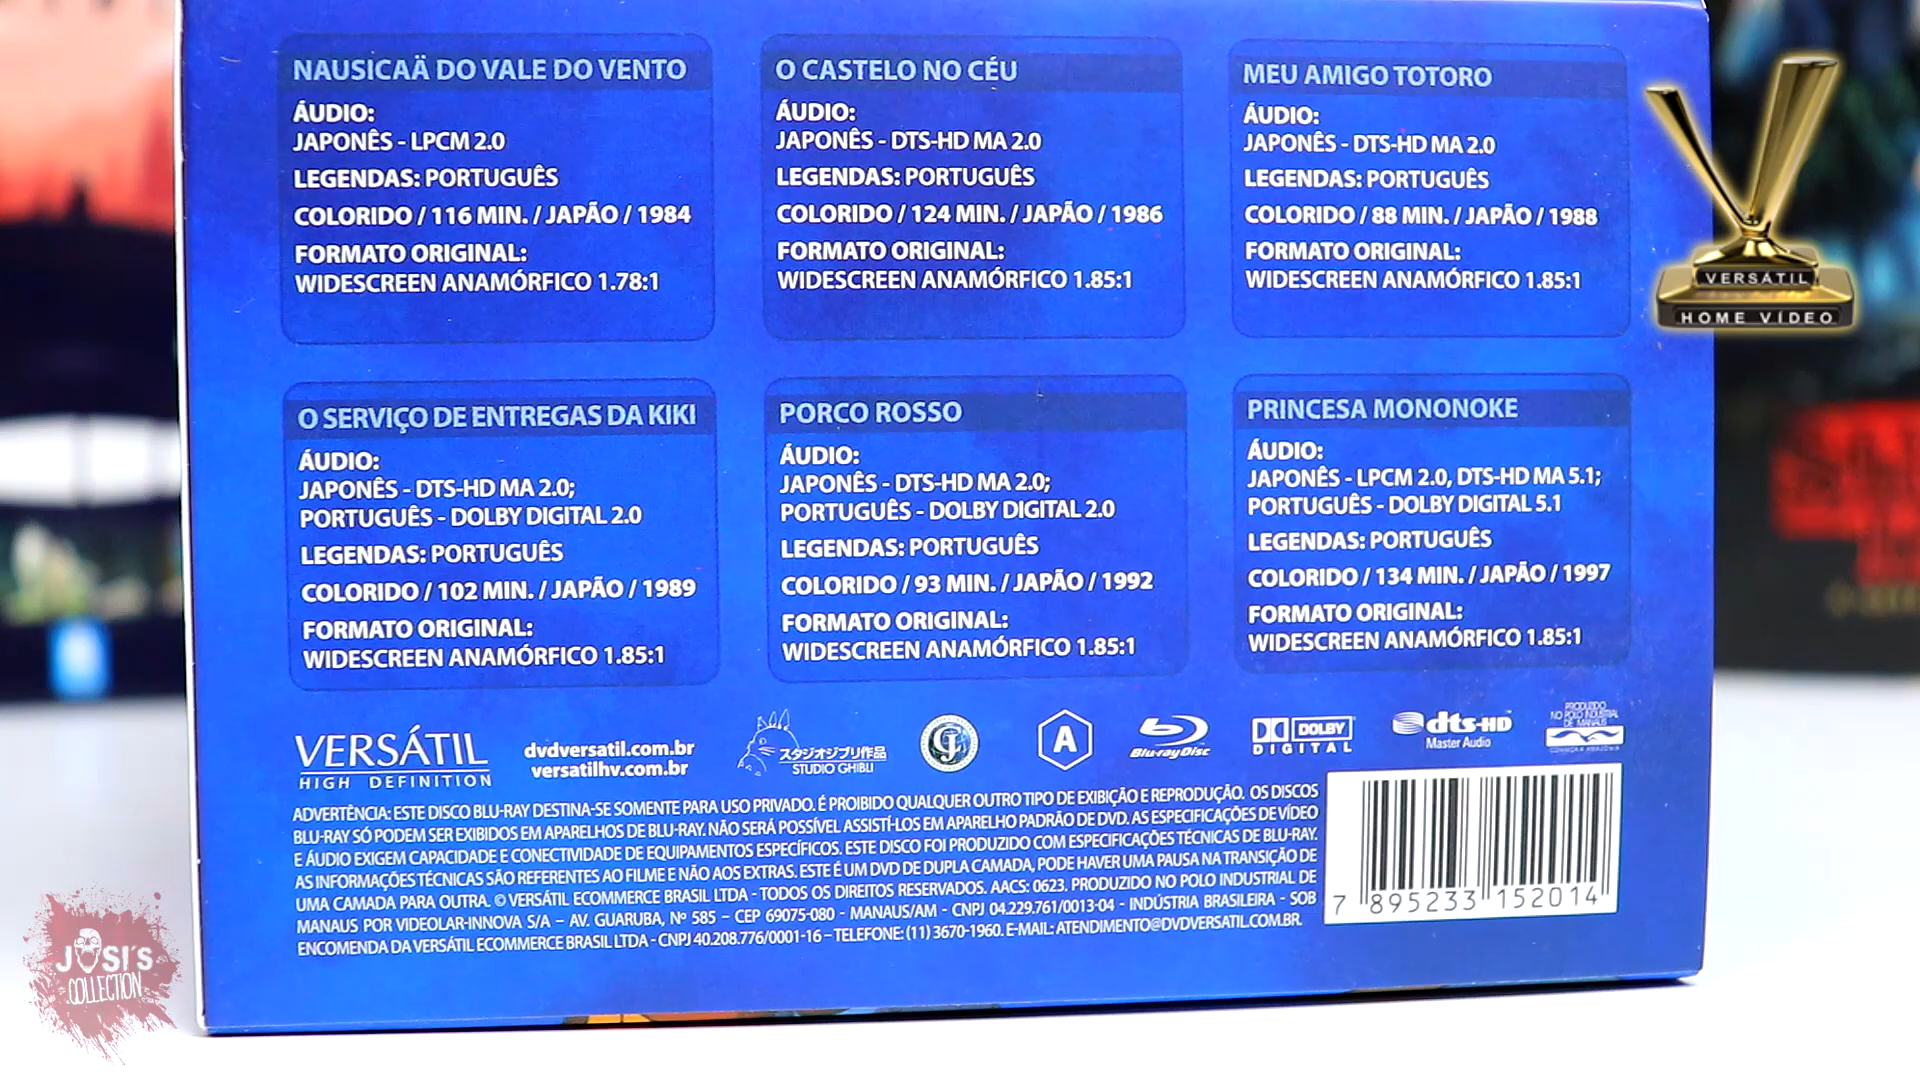 NAUSICAÄ DO VALE DO VENTO
ÁUDIO:
JAPONÊS - LPCM 2.0
LEGENDAS: PORTUGUÊS
COLORIDO / 116 MIN. / JAPÃO / 1984
FORMATO ORIGINAL:
WIDESCREEN ANAMÓRFICO 1.78:1
O CASTELO NO CÉU
ÁUDIO:
JAPONÊS - DTS-HD MA 2.0
LEGENDAS: PORTUGUÊS
COLORIDO / 124 MIN. / JAPÃO / 1986
FORMATO ORIGINAL:
WIDESCREEN ANAMÓRFICO 1.85:1
MEU AMIGO TOTORO
ÁUDIO:
JAPONÊS - DTS-HD MA 2.0
LEGENDAS: PORTUGUÊS
COLORIDO / 88 MIN. / JAPÃO / 1988
FORMATO ORIGINAL:
WIDESCREEN ANAMÓRFICO 1.85:1
VERSÁTIL
HOME VÍDEO
O SERVIÇO DE ENTREGAS DA KIKI
ÁUDIO:
JAPONÊS - DTS-HD MA 2.0;
PORTUGUÊS - DOLBY DIGITAL 2.0
LEGENDAS: PORTUGUÊS
COLORIDO / 102 MIN. / JAPÃO / 1989
FORMATO ORIGINAL:
WIDESCREEN ANAMÓRFICO 1.85:1
PORCO ROSSO
ÁUDIO:
JAPONÊS - DTS-HD MA 2.0;
PORTUGUÊS - DOLBY DIGITAL 2.0
LEGENDAS: PORTUGUÊS
COLORIDO / 93 MIN. / JAPÃO / 1992
FORMATO ORIGINAL:
WIDESCREEN ANAMÓRFICO 1.85:1
PRINCESA MONONOKE
ÁUDIO:
JAPONÊS - LPCM 2.0, DTS-HD MA 5.1;
PORTUGUÊS - DOLBY DIGITAL 5.1
LEGENDAS: PORTUGUÊS
COLORIDO / 134 MIN. / JAPÃO / 1997
FORMATO ORIGINAL:
WIDESCREEN ANAMÓRFICO 1.85:1
VERSÁTIL
HIGH DEFINITION
dvdversatil.com.br
versatilhv.com.br
スタジオジブリ作品
STUDIO GHIBLI
CJ
A
Blu-ray Disc
DOLBY
DIGITAL
dts-HD
Master Audio
PRODUZIDO
NO POLO INDUSTRIAL
DE MANAUS
CONHEÇA A AMAZÔNIA
ADVERTÊNCIA: ESTE DISCO BLU-RAY DESTINA-SE SOMENTE PARA USO PRIVADO. É PROIBIDO QUALQUER OUTRO TIPO DE EXIBIÇÃO E REPRODUÇÃO. OS DISCOS
BLU-RAY SÓ PODEM SER EXIBIDOS EM APARELHOS DE BLU-RAY. NÃO SERÁ POSSÍVEL ASSISTÍ-LOS EM APARELHO PADRÃO DE DVD. AS ESPECIFICAÇÕES DE VÍDEO
E ÁUDIO EXIGEM CAPACIDADE E CONECTIVIDADE DE EQUIPAMENTOS ESPECÍFICOS. ESTE DISCO FOI PRODUZIDO COM ESPECIFICAÇÕES TÉCNICAS DE BLU-RAY.
AS INFORMAÇÕES TÉCNICAS SÃO REFERENTES AO FILME E NÃO AOS EXTRAS. ESTE É UM DVD DE DUPLA CAMADA, PODE HAVER UMA PAUSA NA TRANSIÇÃO DE
UMA CAMADA PARA OUTRA. © VERSÁTIL ECOMMERCE BRASIL LTDA - TODOS OS DIREITOS RESERVADOS. AACS: 0623. PRODUZIDO NO POLO INDUSTRIAL DE
MANAUS POR VIDEOLAR-INNOVA S/A – AV. GUARUBA, Nº 585 – CEP 69075-080 - MANAUS/AM - CNPJ 04.229.761/0013-04 - INDÚSTRIA BRASILEIRA - SOB
ENCOMENDA DA VERSÁTIL ECOMMERCE BRASIL LTDA - CNPJ 40.208.776/0001-16 – TELEFONE: (11) 3670-1960. E-MAIL: ATENDIMENTO@DVDVERSATIL.COM.BR.
7 895233 152014
JOSI´S
COLLECTION